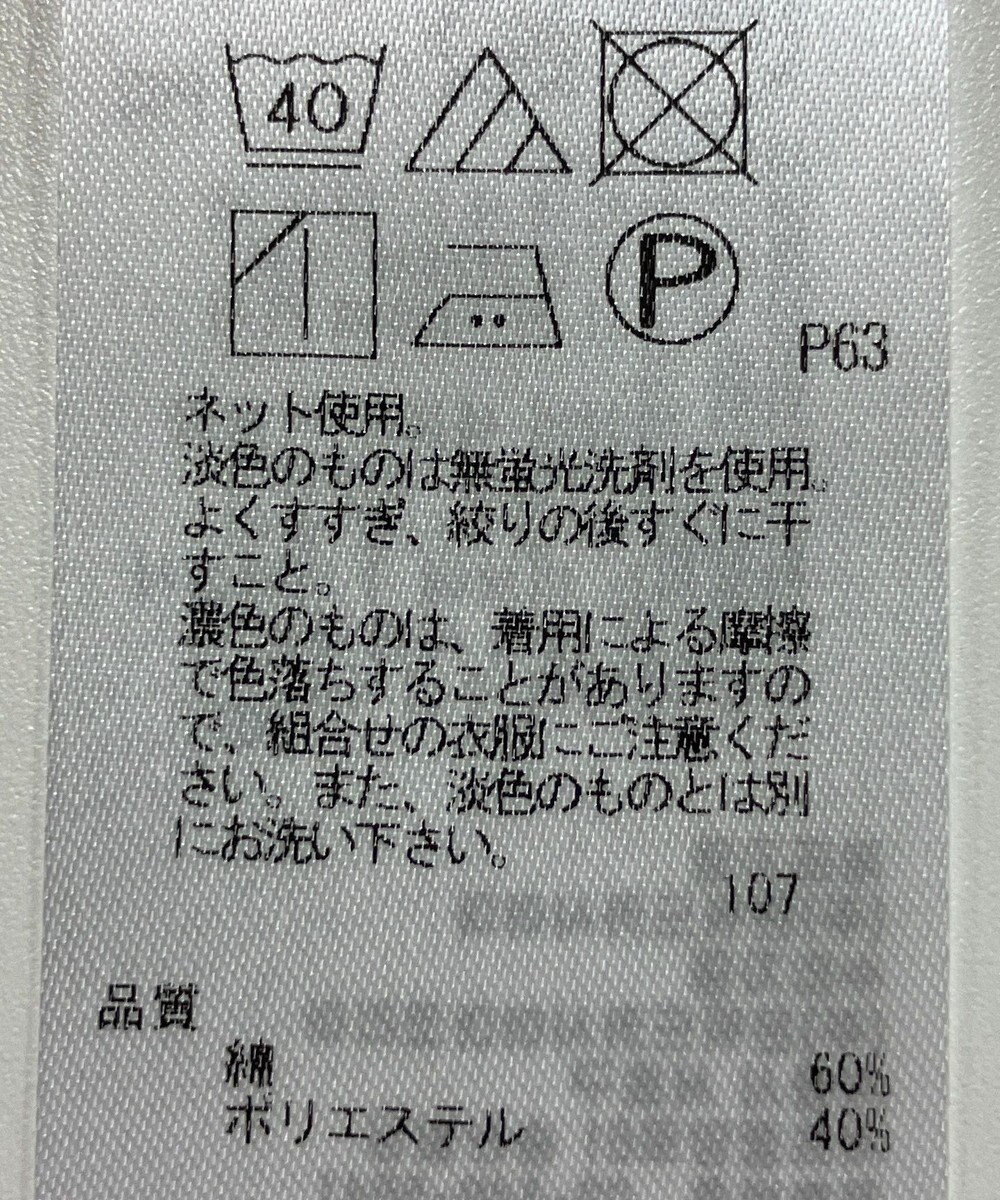 40
P
P63
ネット使用。
淡色のものは無蛍光洗剤を使用。
よくすすぎ、絞りの後すぐに干
すこと。
濃色のものは、着用による摩擦
で色落ちすることがありますの
で、組合せの衣服にご注意くだ
さい。また、淡色のものとは別
にお洗い下さい。
107
品質
綿 60%
ポリエステル 40%